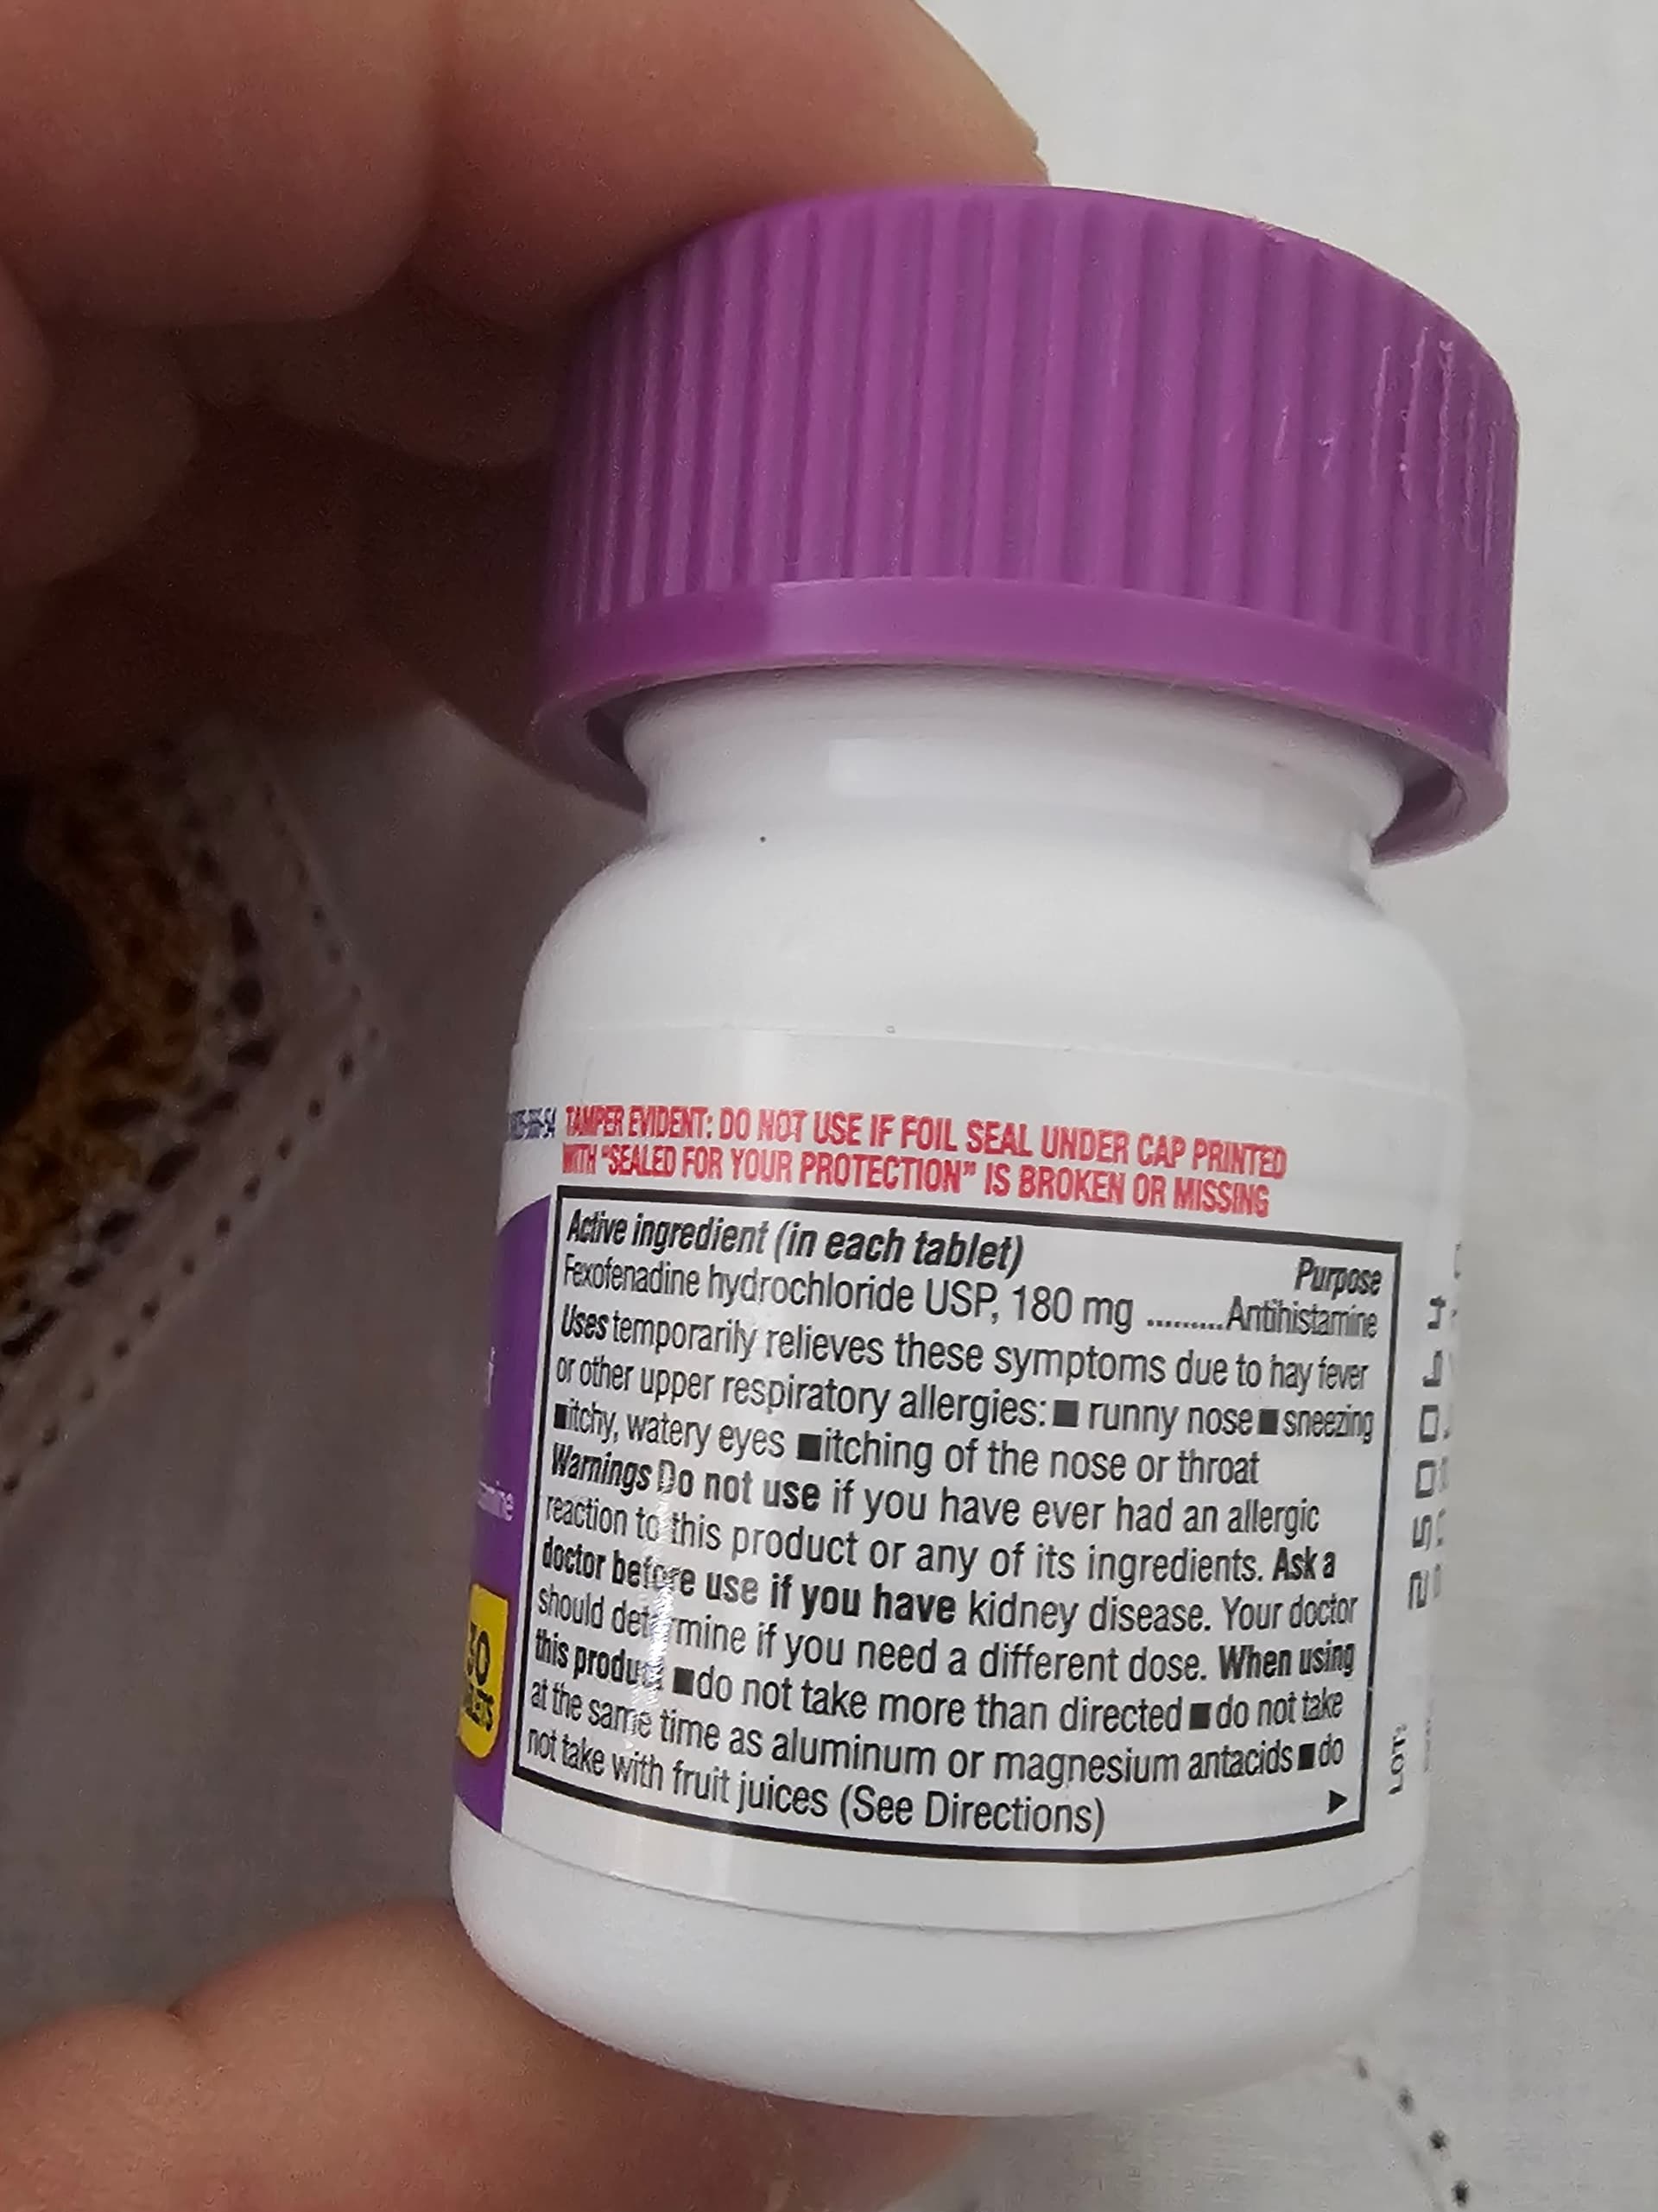 TAMPER EVIDENT: DO NOT USE IF FOIL SEAL UNDER CAP PRINTED
WITH "SEALED FOR YOUR PROTECTION" IS BROKEN OR MISSING
Active ingredient (in each tablet)
Purpose
Fexofenadine hydrochloride USP, 180 mg .........Antihistamine
Uses temporarily relieves these symptoms due to hay fever
or other upper respiratory allergies: ■ runny nose ■ sneezing
■ itchy, watery eyes ■ itching of the nose or throat
Warnings Do not use if you have ever had an allergic
reaction to this product or any of its ingredients. Ask a
doctor before use if you have kidney disease. Your doctor
should determine if you need a different dose. When using
this product ■ do not take more than directed ■ do not take
at the same time as aluminum or magnesium antacids ■ do
not take with fruit juices (See Directions)
30
LOT: